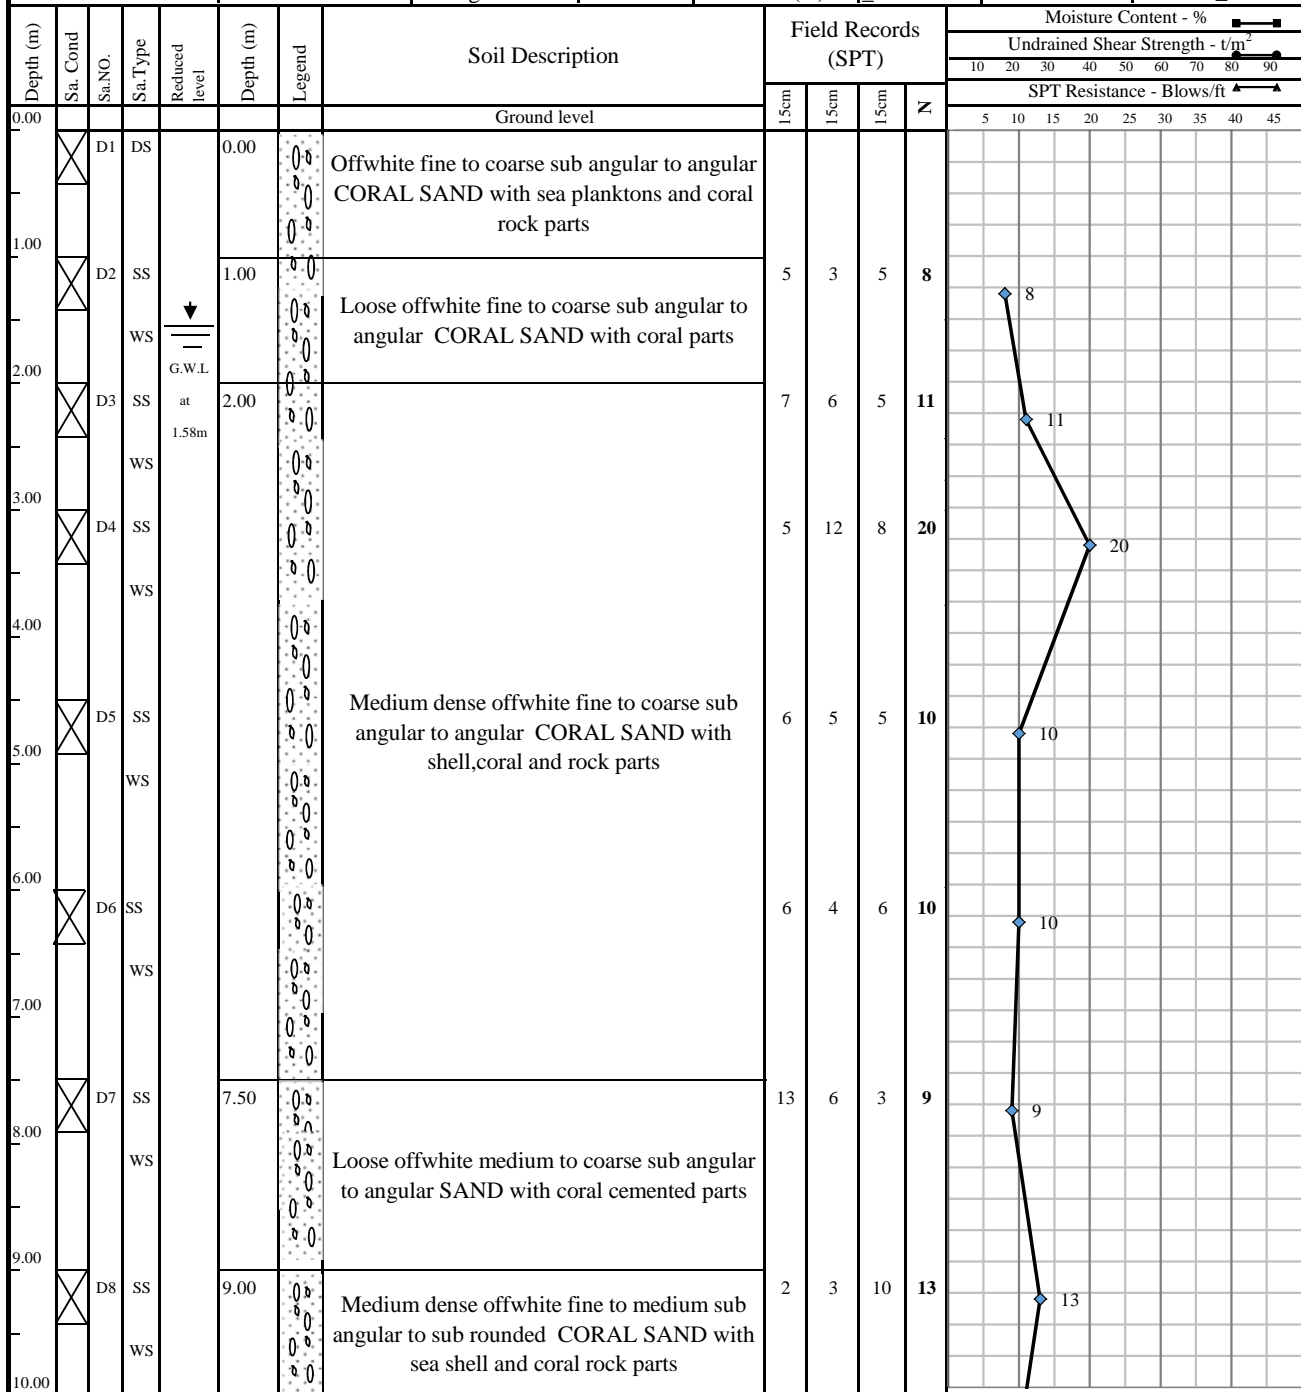 Depth (m) Sa. Cond Sa.NO. Sa.Type Reduced level Depth (m) Legend Soil Description Field Records (SPT) 15cm 15cm 15cm N
Moisture Content - %
Undrained Shear Strength - t/m2
10 20 30 40 50 60 70 80 90
SPT Resistance - Blows/ft
5 10 15 20 25 30 35 40 45
0.00 Ground level
D1 DS 0.00
Offwhite fine to coarse sub angular to angular
CORAL SAND with sea planktons and coral
rock parts
1.00
D2 SS 1.00 5 3 5 8
8
Loose offwhite fine to coarse sub angular to
angular CORAL SAND with coral parts
WS
G.W.L
2.00
D3 SS at 2.00 7 6 5 11
11
1.58m
WS
3.00
D4 SS 5 12 8 20
20
WS
4.00
Medium dense offwhite fine to coarse sub
angular to angular CORAL SAND with
shell,coral and rock parts
D5 SS 6 5 5 10
10
5.00
WS
6.00
D6 SS 6 4 6 10
10
WS
7.00
D7 SS 7.50 13 6 3 9
9
8.00
WS
Loose offwhite medium to coarse sub angular
to angular SAND with coral cemented parts
9.00
D8 SS 9.00 2 3 10 13
13
Medium dense offwhite fine to medium sub
angular to sub rounded CORAL SAND with
sea shell and coral rock parts
WS
10.00